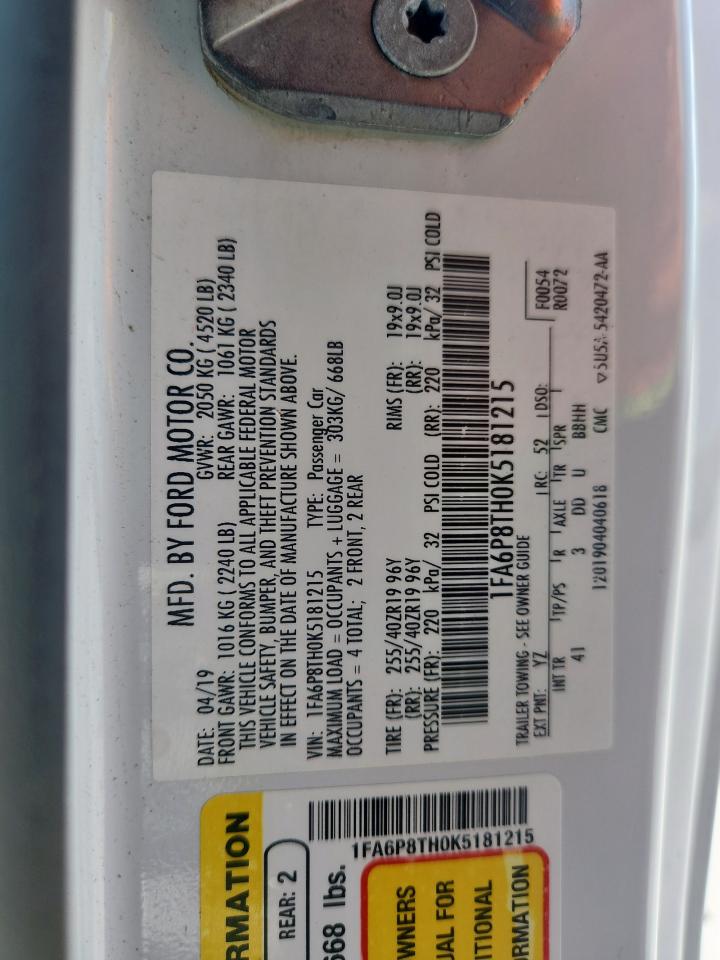 MFD. BY FORD MOTOR CO.
DATE: 04/19 GVWR: 2050 KG ( 4520 LB)
FRONT GAWR: 1016 KG ( 2240 LB) REAR GAWR: 1061 KG ( 2340 LB)
THIS VEHICLE CONFORMS TO ALL APPLICABLE FEDERAL MOTOR
VEHICLE SAFETY, BUMPER, AND THEFT PREVENTION STANDARDS
IN EFFECT ON THE DATE OF MANUFACTURE SHOWN ABOVE.
VIN: 1FA6P8TH0K5181215 TYPE: Passenger Car
MAXIMUM LOAD = OCCUPANTS + LUGGAGE = 303KG/ 668LB
OCCUPANTS = 4 TOTAL; 2 FRONT, 2 REAR
TIRE (FR): 255/40ZR19 96Y RIMS (FR): 19x9.0J
(RR): 255/40ZR19 96Y (RR): 19x9.0J
PRESSURE (FR): 220 kPa/ 32 PSI COLD (RR): 220 kPa/ 32 PSI COLD
1FA6P8TH0K5181215
TRAILER TOWING - SEE OWNER GUIDE
EXT PNT: YZ RC: 52 DSO: F0054
R0072
INT TR TP/PS R AXLE TR SPR
41 3 DD U BBHH
1201904040618 CMC 5U5A-5420472-AA
RMATION
REAR: 2
668 lbs.
1FA6P8TH0K5181215
WNERS
UAL FOR
ITIONAL
RMATION